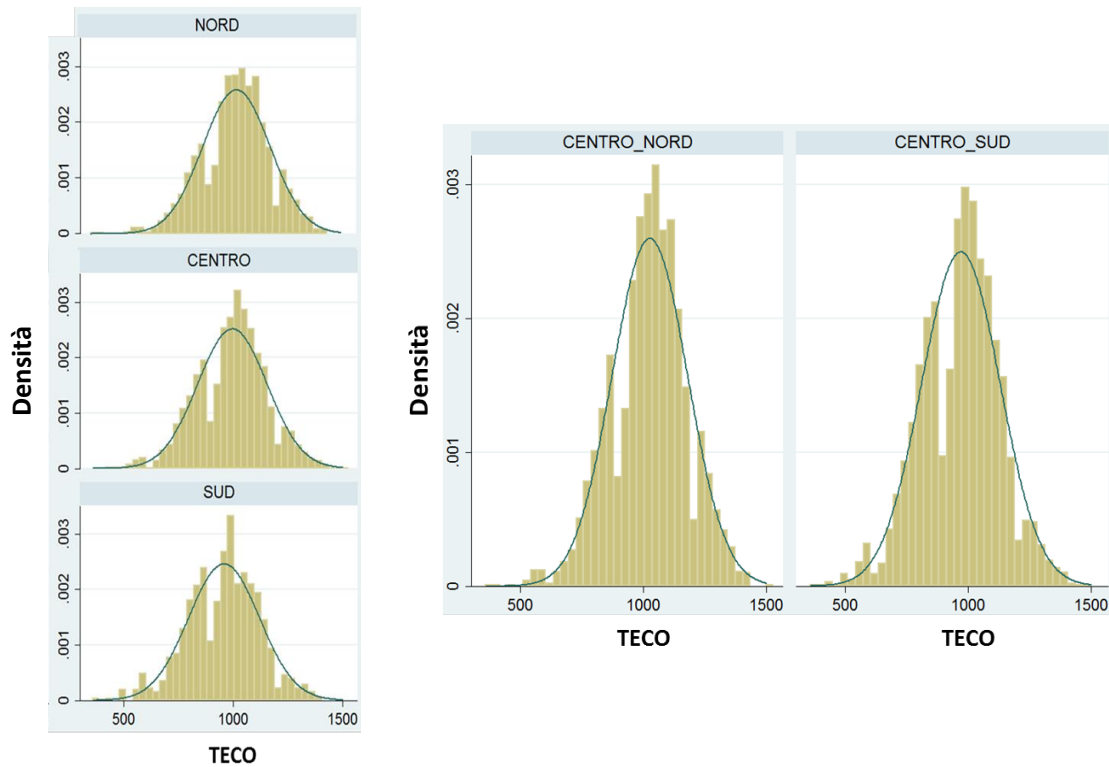 NORD
.003
.002
.001
0
CENTRO
.003
.002
.001
0
SUD
.003
.002
.001
0
500 1000 1500
TECO
Densità
CENTRO_NORD CENTRO_SUD
.003
.002
.001
0
500 1000 1500 500 1000 1500
TECO TECO
Densità